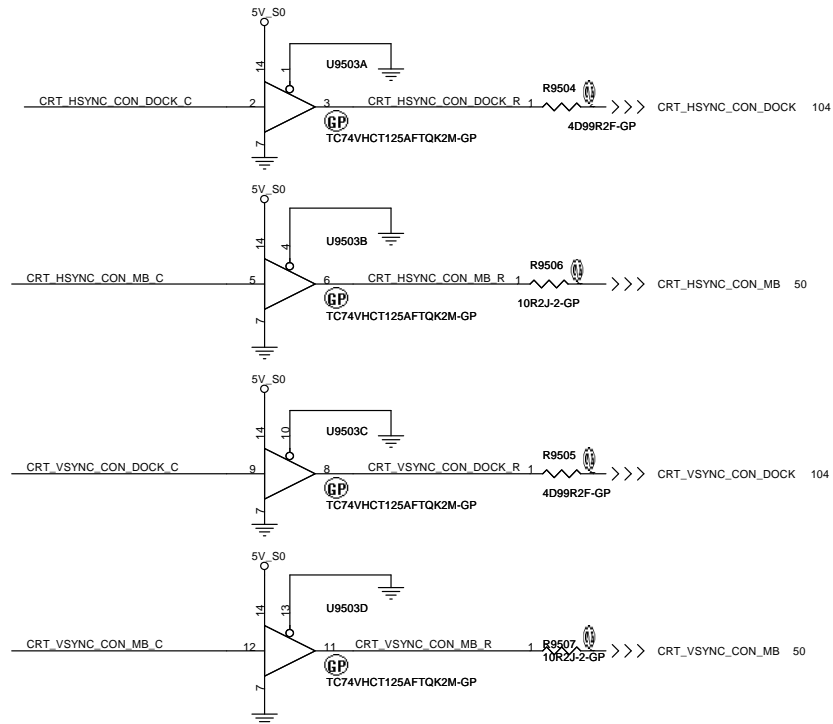 5V_S0
14
1
U9503A
CRT_HSYNC_CON_DOCK_C
2
3
CRT_HSYNC_CON_DOCK_R
1
R9504
CRT_HSYNC_CON_DOCK 104
4D99R2F-GP
GP
TC74VHCT125AFTQK2M-GP
7
5V_S0
14
4
U9503B
CRT_HSYNC_CON_MB_C
5
6
CRT_HSYNC_CON_MB_R
1
R9506
CRT_HSYNC_CON_MB 50
10R2J-2-GP
GP
TC74VHCT125AFTQK2M-GP
7
5V_S0
14
10
U9503C
CRT_VSYNC_CON_DOCK_C
9
8
CRT_VSYNC_CON_DOCK_R
1
R9505
CRT_VSYNC_CON_DOCK 104
4D99R2F-GP
GP
TC74VHCT125AFTQK2M-GP
7
5V_S0
14
13
U9503D
CRT_VSYNC_CON_MB_C
12
11
CRT_VSYNC_CON_MB_R
1
R9507
CRT_VSYNC_CON_MB 50
10R2J-2-GP
GP
TC74VHCT125AFTQK2M-GP
7